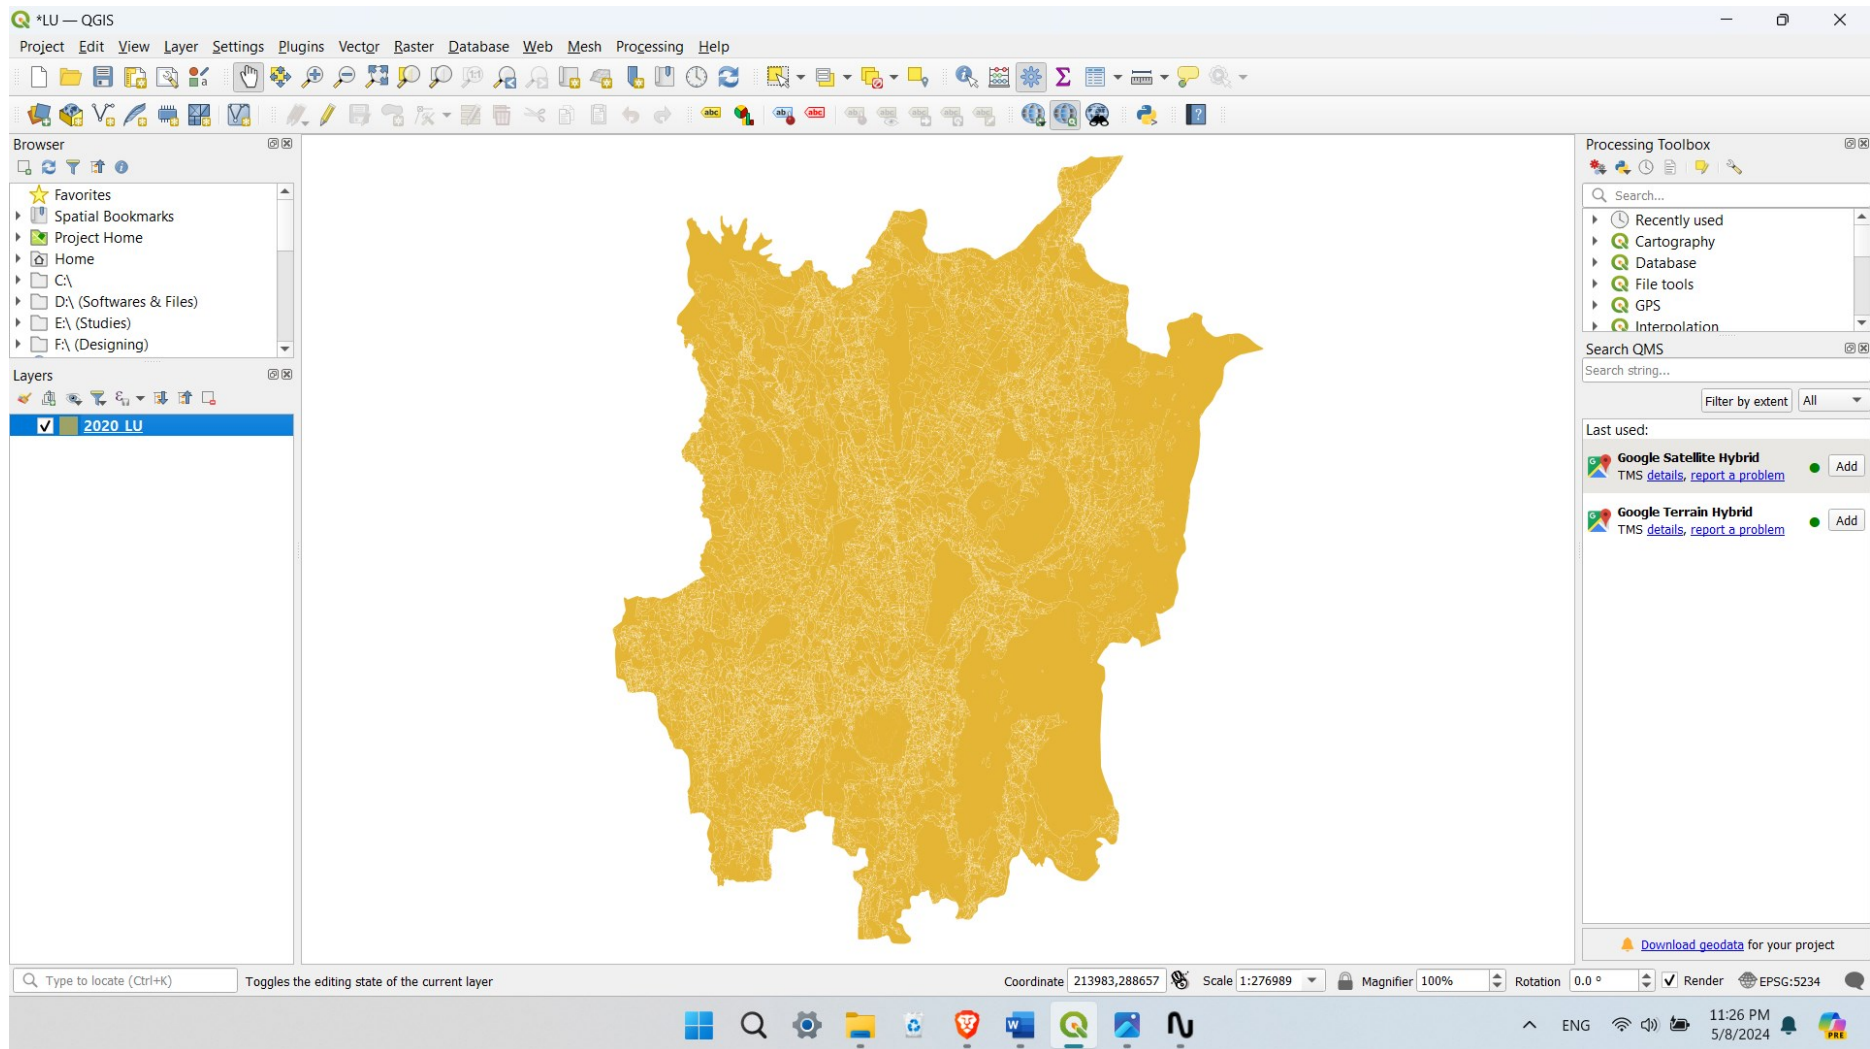 *LU — QGIS
Project Edit View Layer Settings Plugins Vector Raster Database Web Mesh Processing Help
Browser
Favorites
Spatial Bookmarks
Project Home
Home
C:\
D:\ (Softwares & Files)
E:\ (Studies)
F:\ (Designing)
Layers
2020_LU
Processing Toolbox
Search...
Recently used
Cartography
Database
File tools
GPS
Interpolation
Search QMS
Search string...
Filter by extent All
Last used:
Google Satellite Hybrid
TMS details, report a problem
Add
Google Terrain Hybrid
TMS details, report a problem
Add
Download geodata for your project
Type to locate (Ctrl+K) Toggles the editing state of the current layer Coordinate 213983,288657 Scale 1:276989 Magnifier 100% Rotation 0.0 ° Render EPSG:5234
ENG 11:26 PM
5/8/2024
PRE